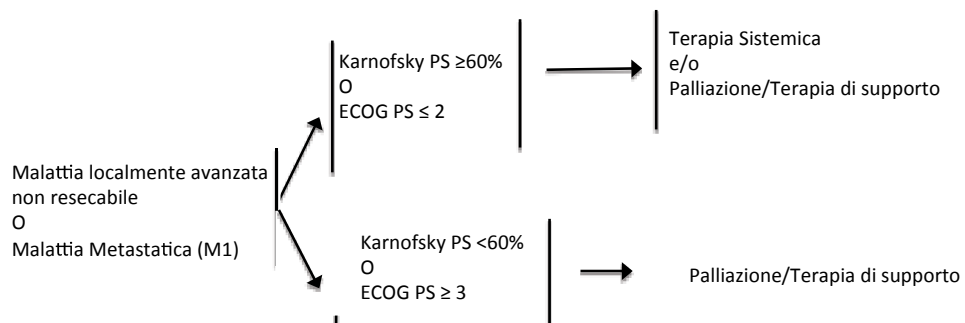 Malattia localmente avanzata
non resecabile
O
Malattia Metastatica (M1)
Karnofsky PS ≥60%
O
ECOG PS ≤ 2
Terapia Sistemica
e/o
Palliazione/Terapia di supporto
Karnofsky PS <60%
O
ECOG PS ≥ 3
Palliazione/Terapia di supporto